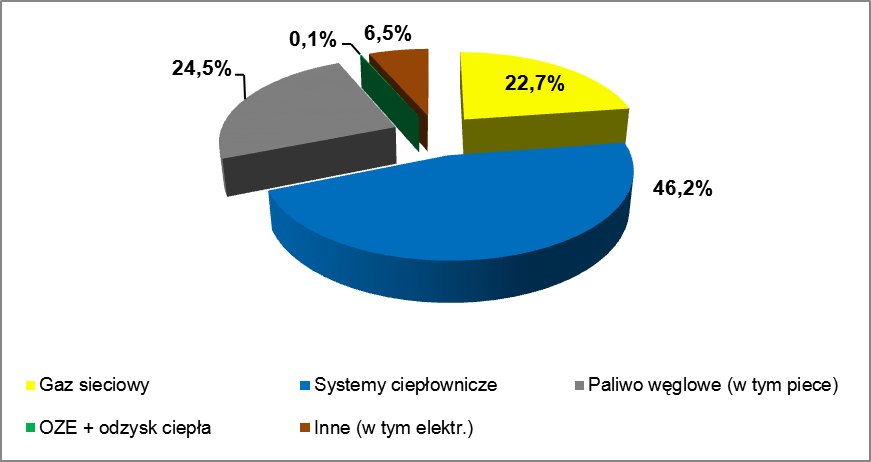 0,1%
6,5%
24,5%
22,7%
46,2%
Gaz sieciowy
Systemy ciepłownicze
Paliwo węglowe (w tym piece)
OZE + odzysk ciepła
Inne (w tym elektr.)